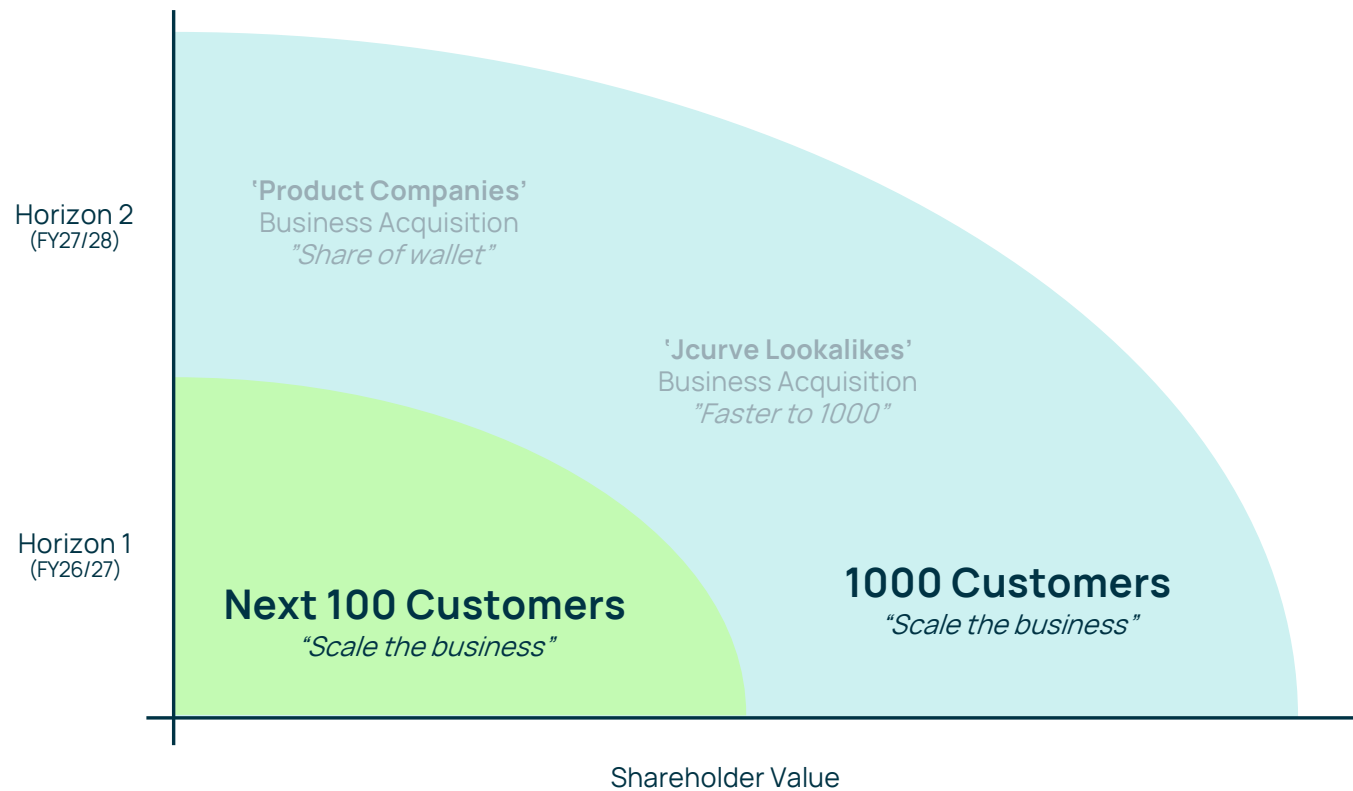 Horizon 2
(FY27/28)
‘Product Companies’
Business Acquisition
”Share of wallet”
‘Jcurve Lookalikes’
Business Acquisition
”Faster to 1000”
Horizon 1
(FY26/27)
Next 100 Customers
“Scale the business”
1000 Customers
“Scale the business”
Shareholder Value